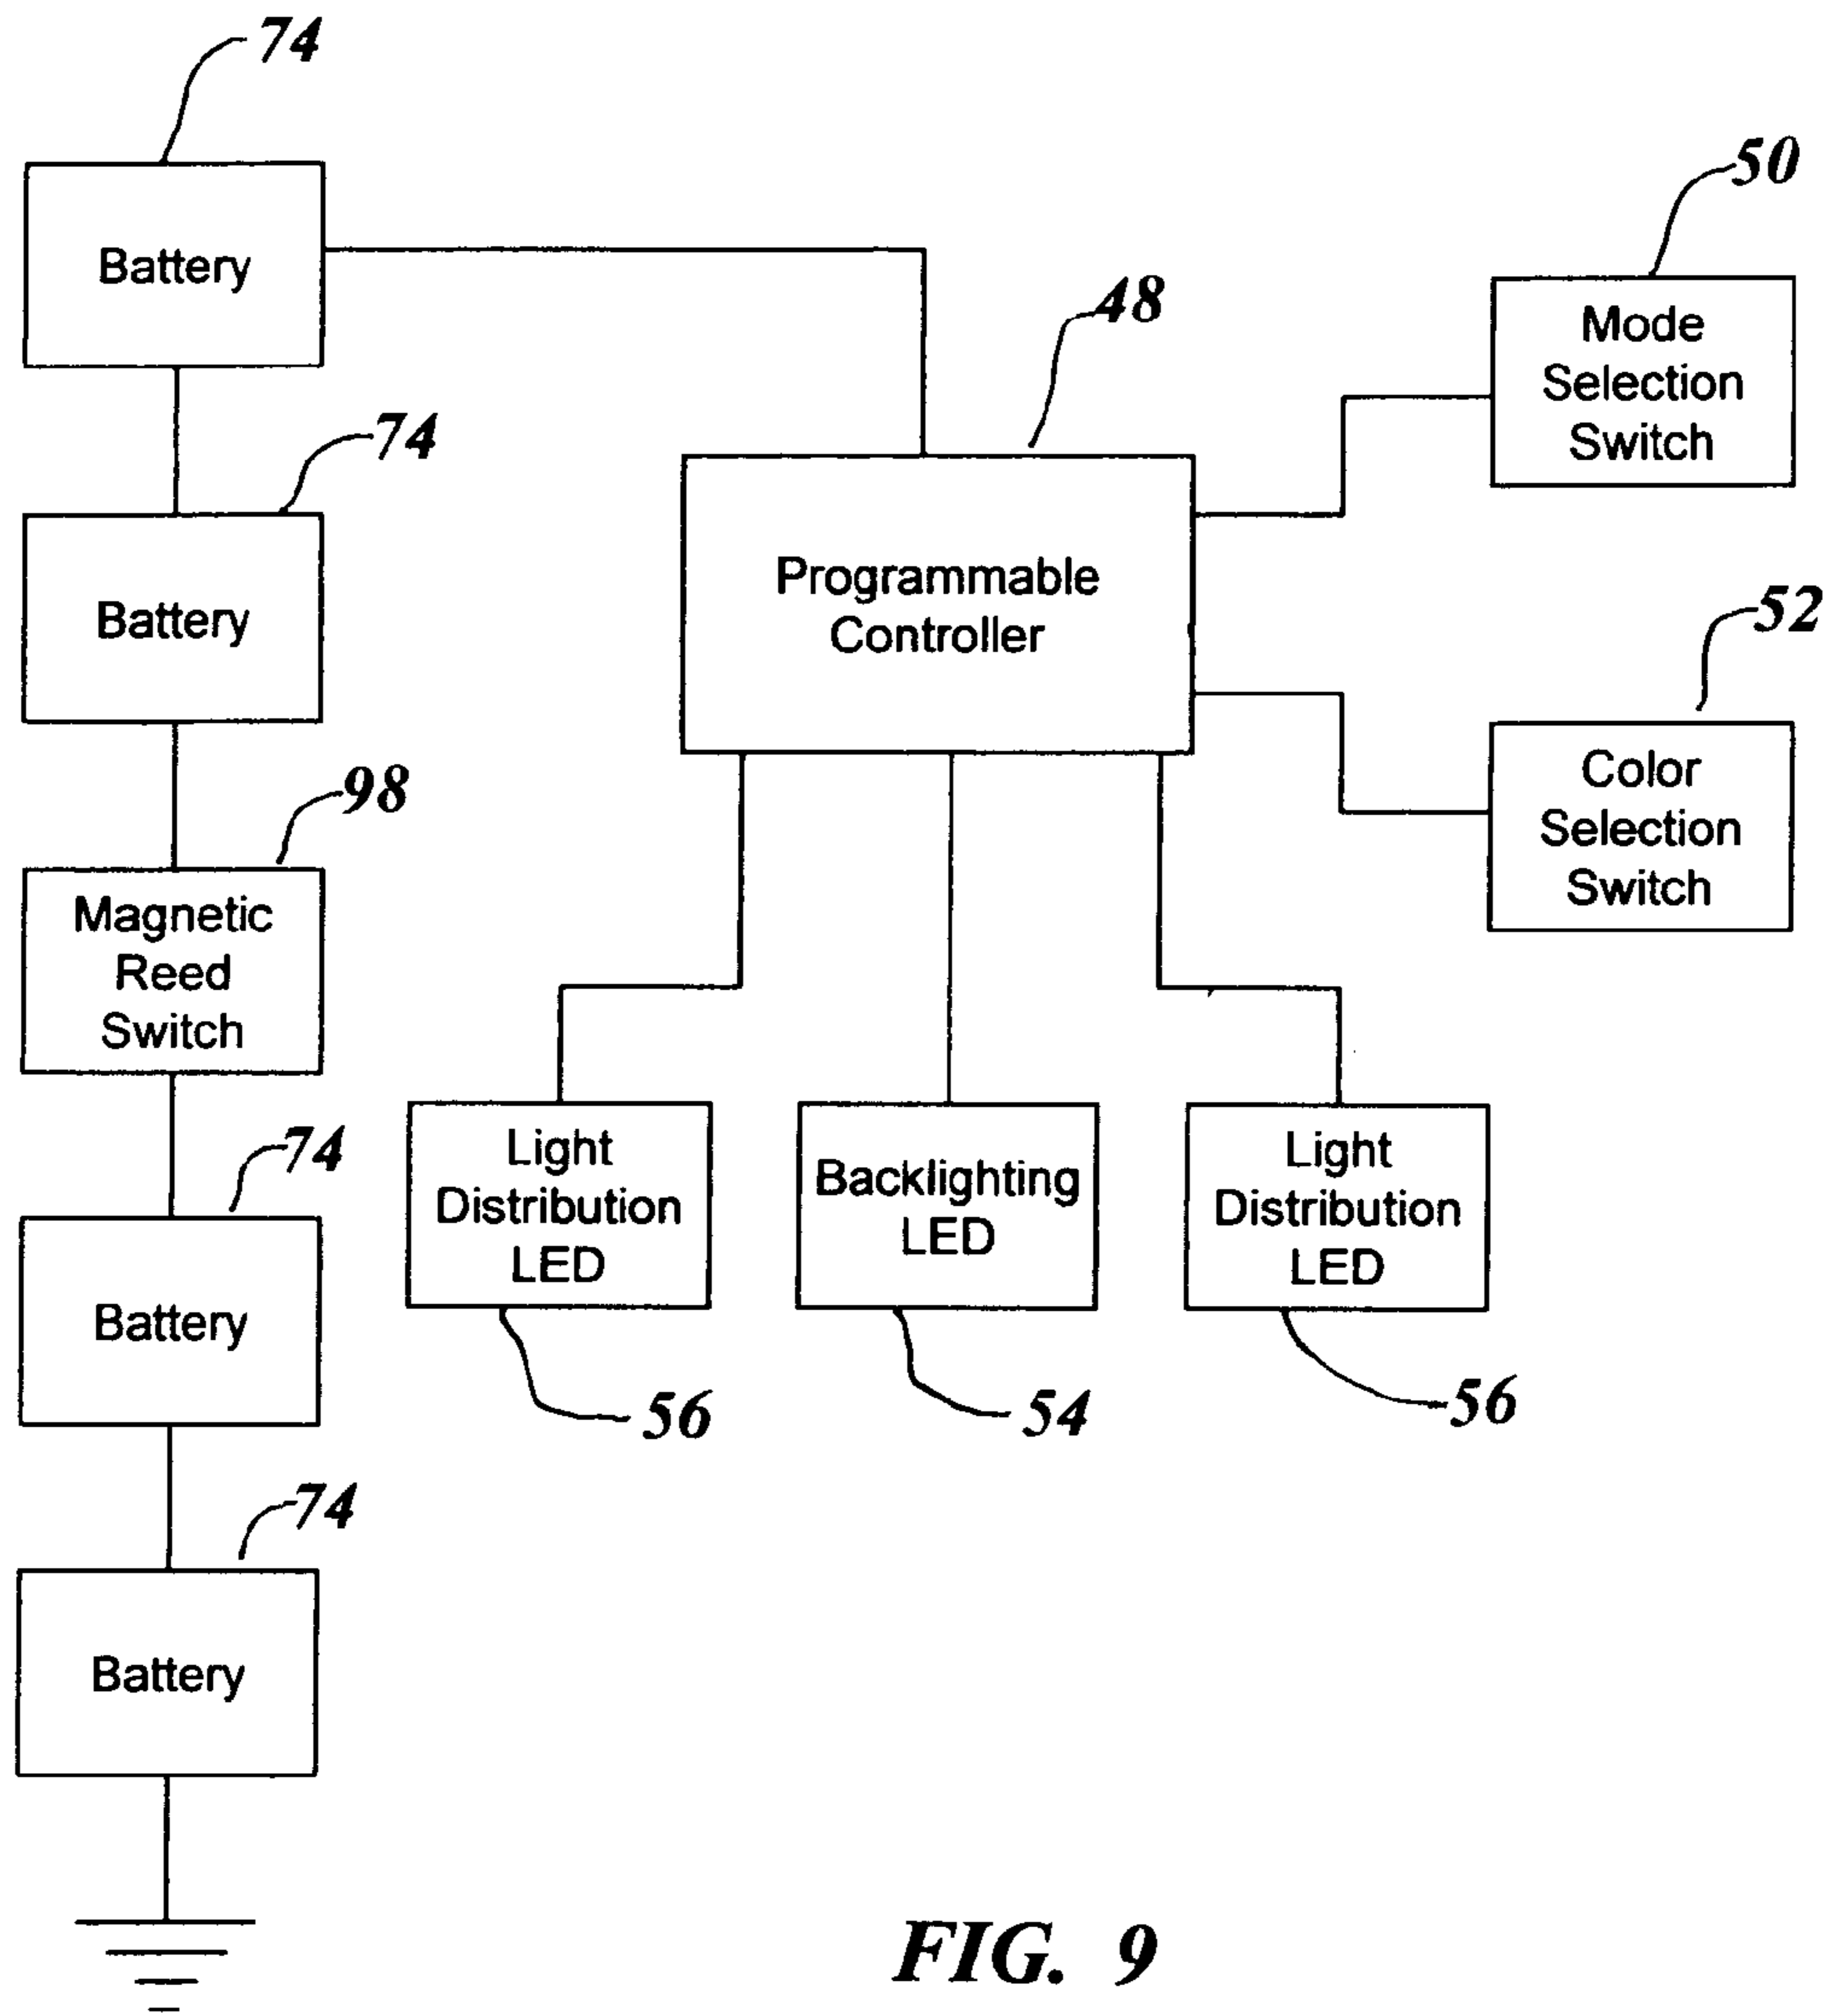 74
Battery
50
Mode
Selection
Switch
48
74
Battery
Programmable
Controller
52
Color
Selection
Switch
98
Magnetic
Reed
Switch
74
Battery
Light
Distribution
LED
56
Backlighting
LED
54
Light
Distribution
LED
56
74
Battery
FIG. 9